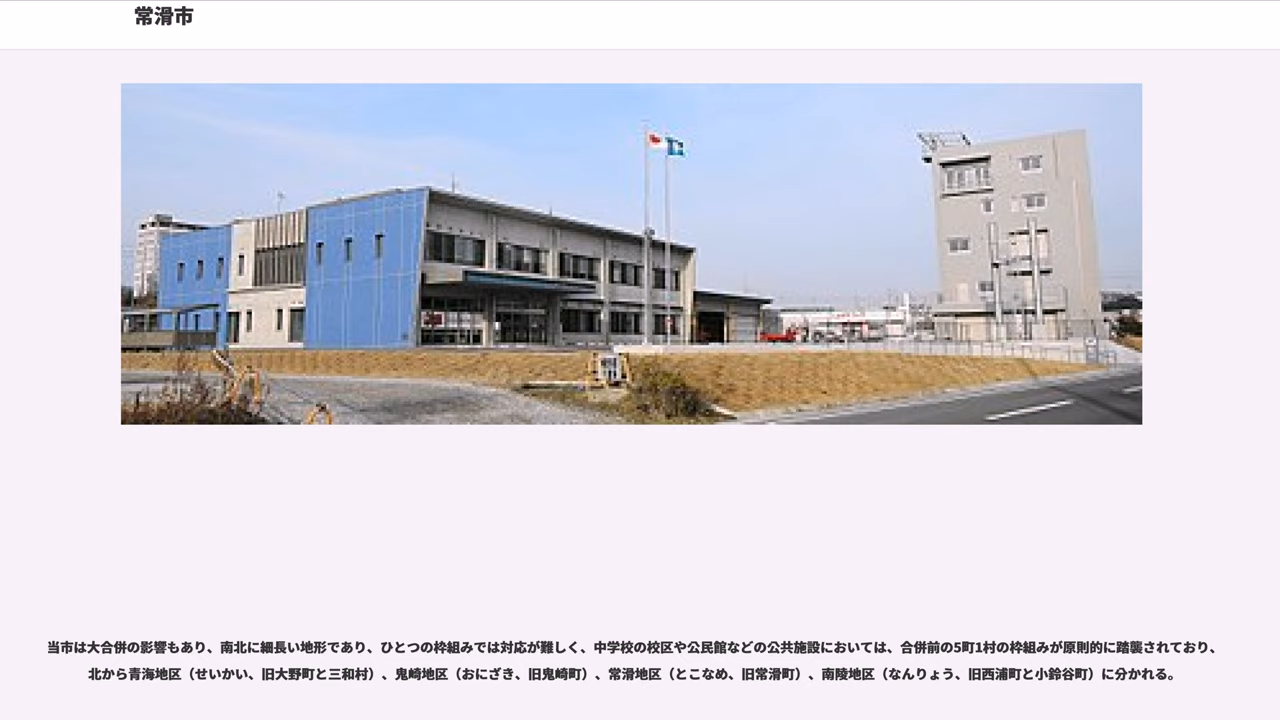 常滑市
当市は大合併の影響もあり、南北に細長い地形であり、ひとつの枠組みでは対応が難しく、中学校の校区や公民館などの公共施設においては、合併前の5町1村の枠組みが原則的に踏襲されており、
北から青海地区（せいかい、旧大野町と三和村）、鬼崎地区（おにざき、旧鬼崎町）、常滑地区（とこなめ、旧常滑町）、南陵地区（なんりょう、旧西浦町と小鈴谷町）に分かれる。